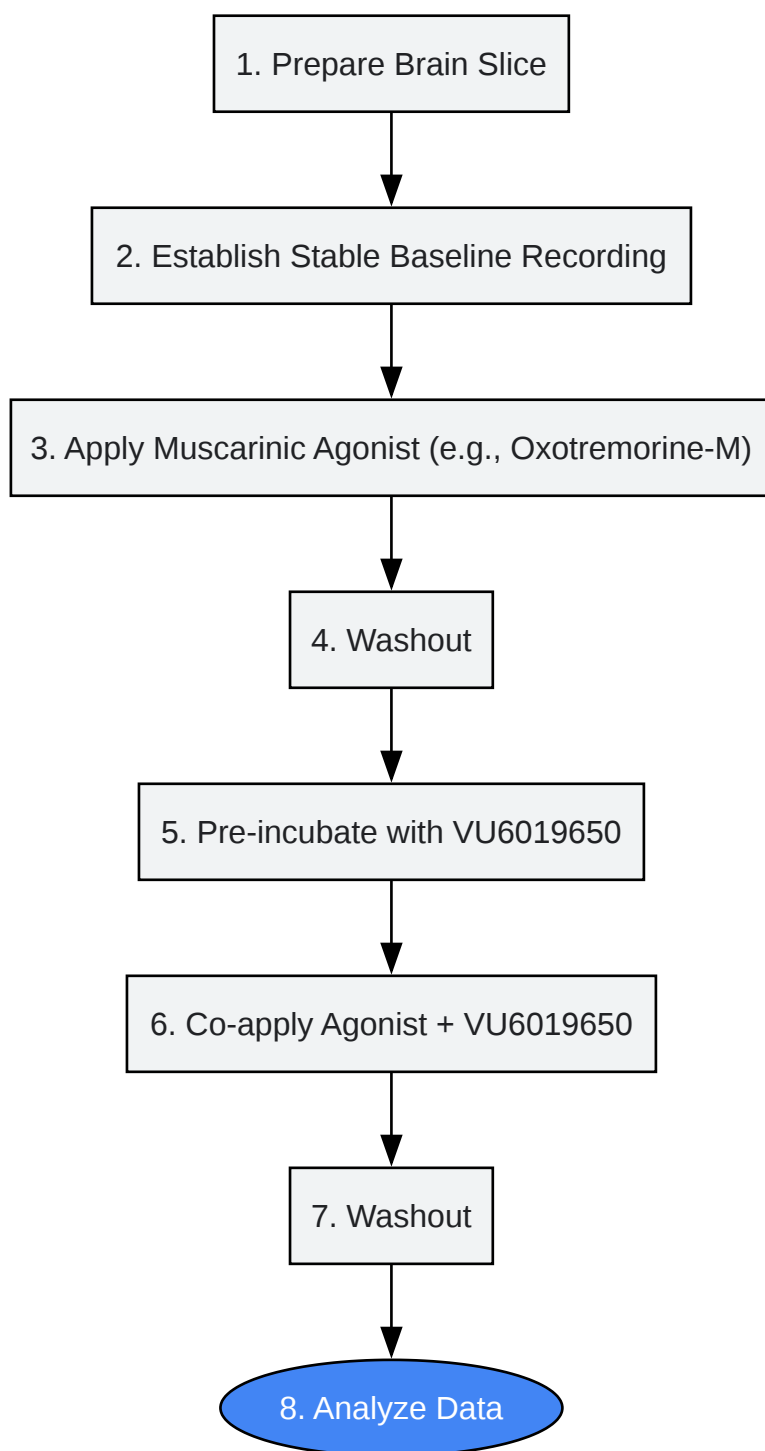 1. Prepare Brain Slice
2. Establish Stable Baseline Recording
3. Apply Muscarinic Agonist (e.g., Oxotremorine-M)
4. Washout
5. Pre-incubate with VU6019650
6. Co-apply Agonist + VU6019650
7. Washout
8. Analyze Data